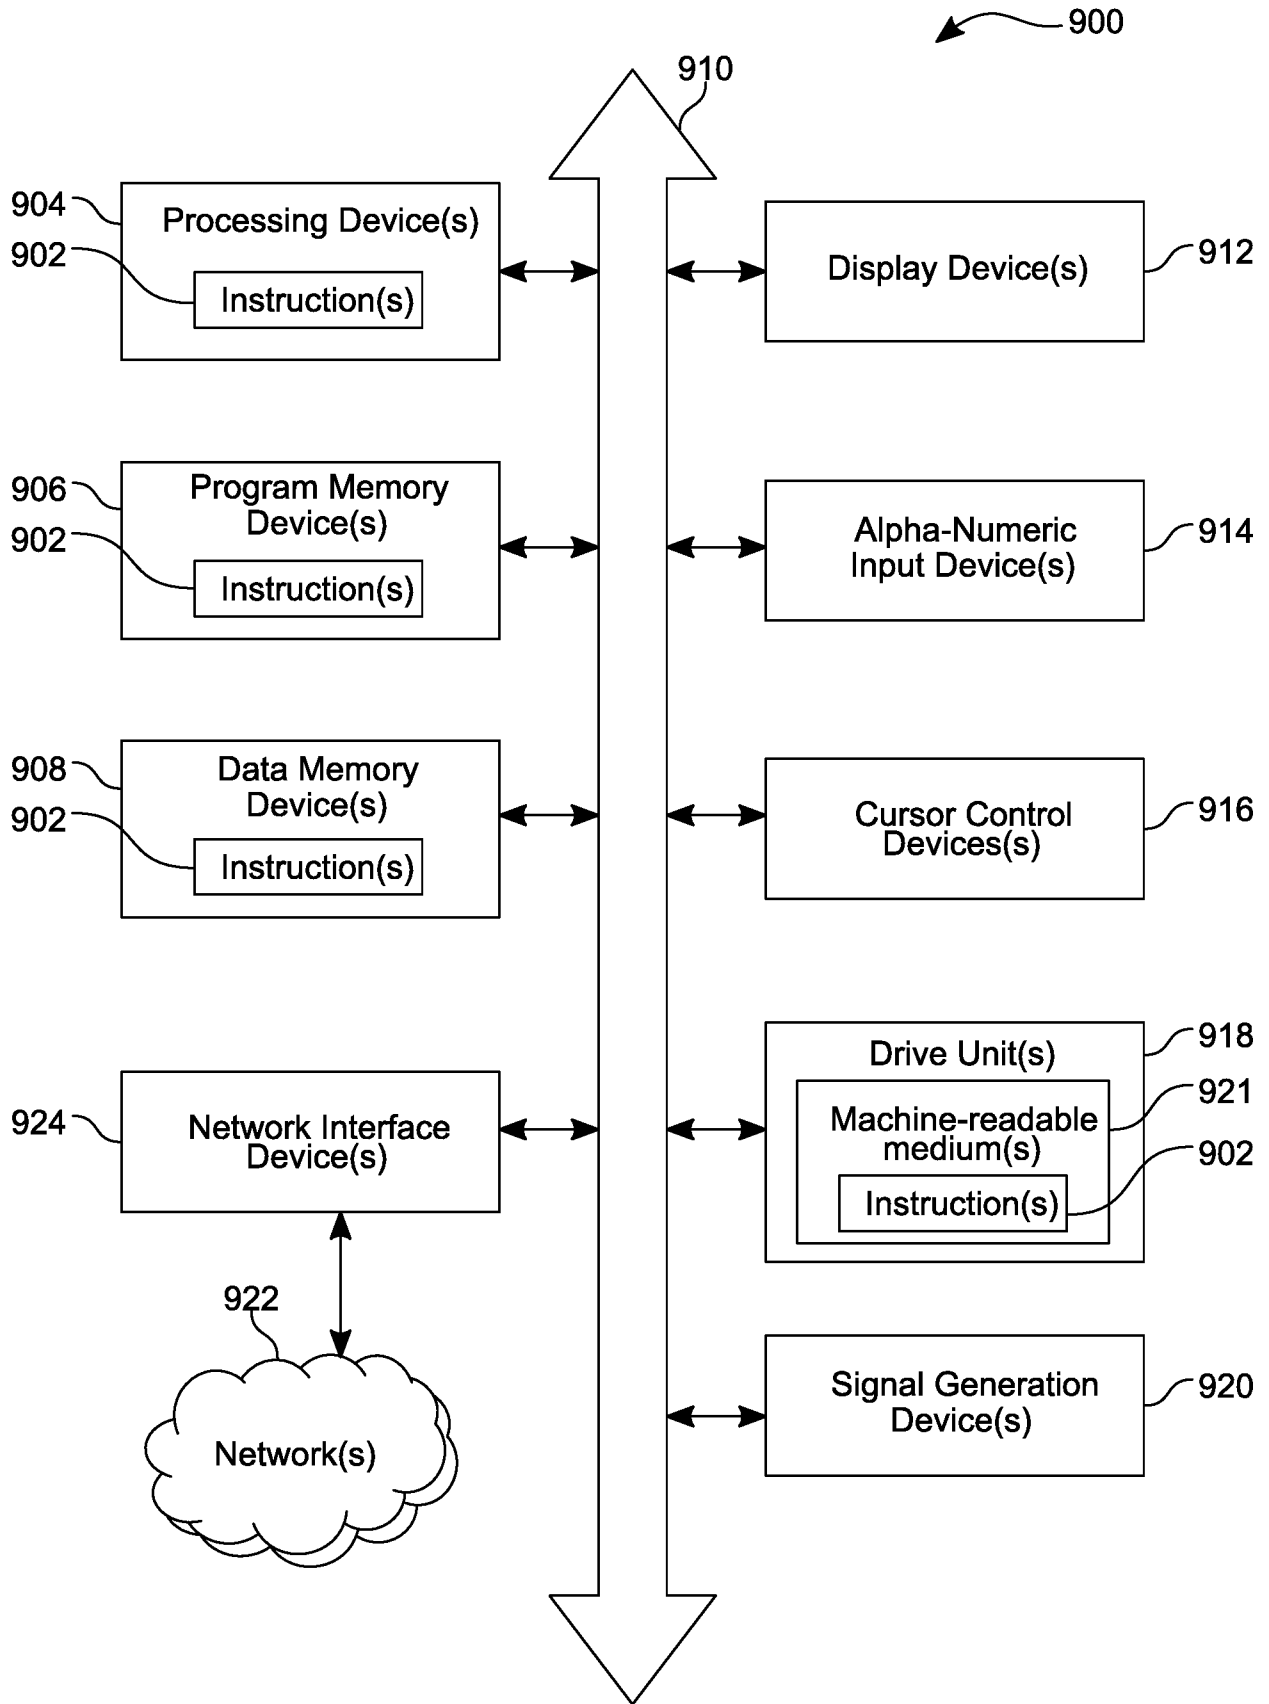 900
910
904
Processing Device(s)
902
Instruction(s)
906
Program Memory
Device(s)
902
Instruction(s)
908
Data Memory
Device(s)
902
Instruction(s)
924
Network Interface
Device(s)
922
Network(s)
Display Device(s)
912
Alpha-Numeric
Input Device(s)
914
Cursor Control
Devices(s)
916
Drive Unit(s)
918
Machine-readable
medium(s)
921
Instruction(s)
902
Signal Generation
Device(s)
920